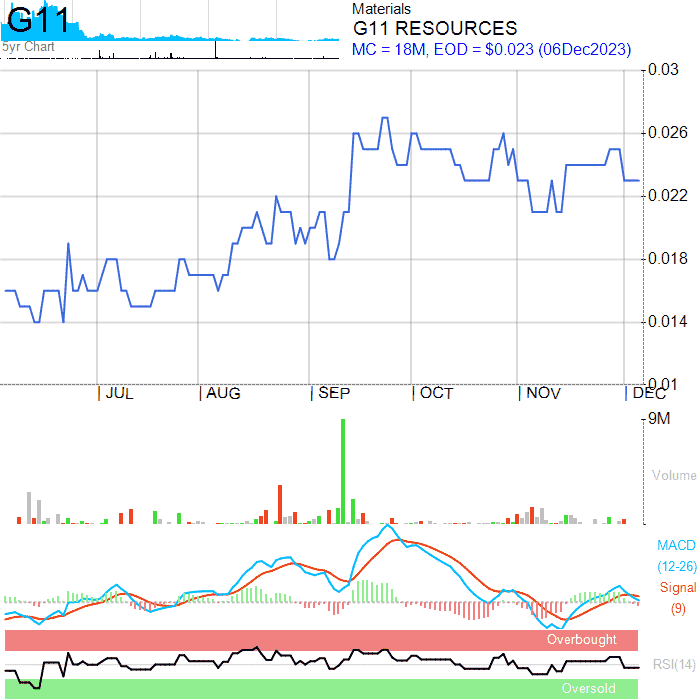 G11
Materials
G11 RESOURCES
5yr Chart
MC = 18M, EOD = $0.023 (06Dec2023)
0.03
0.026
0.022
0.018
0.014
0.01
JUL
AUG
SEP
OCT
NOV
DEC
9M
Volume
MACD
(12-26)
Signal
(9)
Overbought
RSI(14)
Oversold